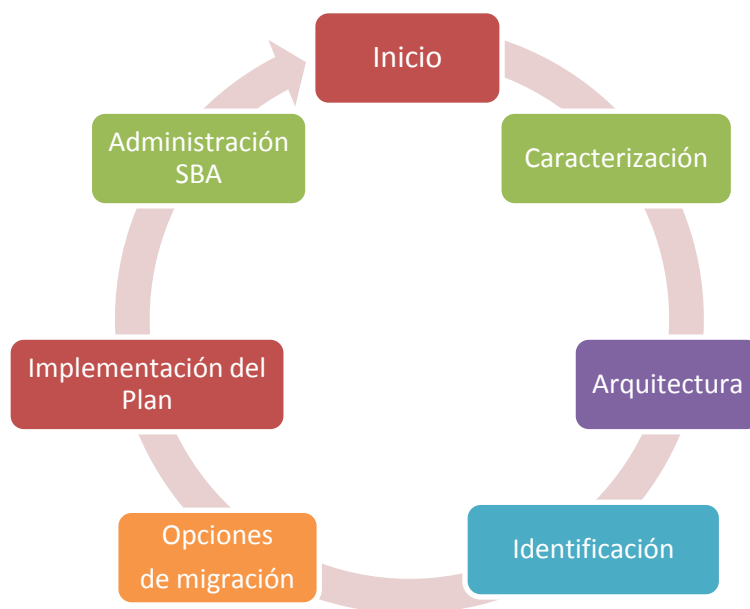 Inicio
Caracterización
Arquitectura
Identificación
Opciones
de migración
Implementación del
Plan
Administración
SBA